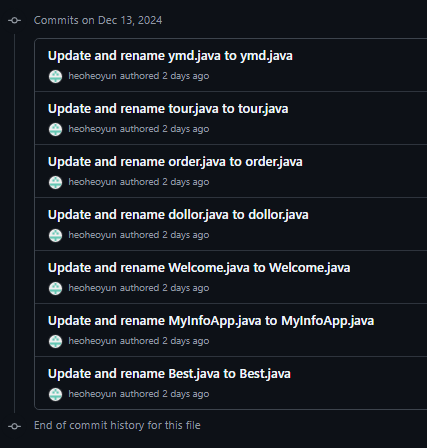 Commits on Dec 13, 2024
Update and rename ymd.java to ymd.java
heoheoyun authored 2 days ago
Update and rename tour.java to tour.java
heoheoyun authored 2 days ago
Update and rename order.java to order.java
heoheoyun authored 2 days ago
Update and rename dollor.java to dollor.java
heoheoyun authored 2 days ago
Update and rename Welcome.java to Welcome.java
heoheoyun authored 2 days ago
Update and rename MyInfoApp.java to MyInfoApp.java
heoheoyun authored 2 days ago
Update and rename Best.java to Best.java
heoheoyun authored 2 days ago
End of commit history for this file